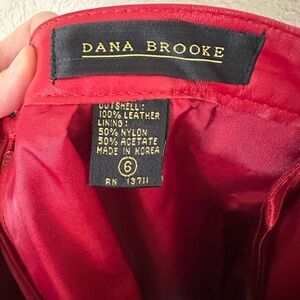 DANA BROOKE
OUTSHELL:
100% LEATHER
LINING:
50% NYLON
50% ACETATE
MADE IN KOREA
6
RN 13711